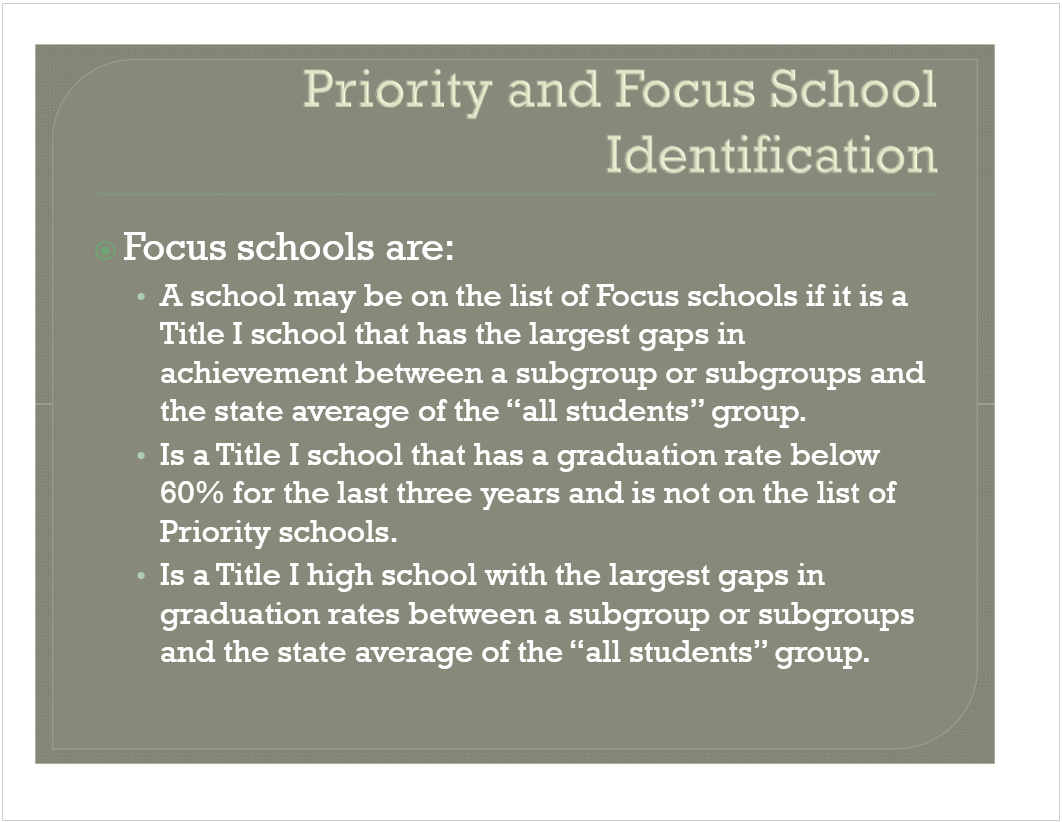 Priority and Focus School
Identification
Focus schools are:
• A school may be on the list of Focus schools if it is a
Title I school that has the largest gaps in
achievement between a subgroup or subgroups and
the state average of the “all students” group.
• Is a Title I school that has a graduation rate below
60% for the last three years and is not on the list of
Priority schools.
• Is a Title I high school with the largest gaps in
graduation rates between a subgroup or subgroups
and the state average of the “all students” group.